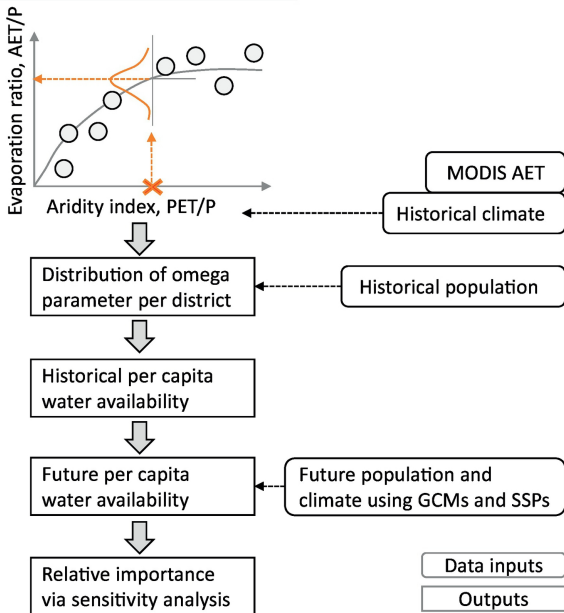 Evaporation ratio, AET/P
Aridity index, PET/P
MODIS AET
Historical climate
Distribution of omega
parameter per district
Historical population
Historical per capita
water availability
Future per capita
water availability
Future population and
climate using GCMs and SSPs
Relative importance
via sensitivity analysis
Data inputs
Outputs